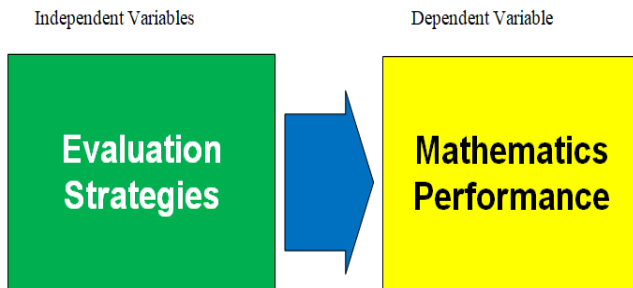 Independent Variables
Dependent Variable
Evaluation
Strategies
Mathematics
Performance